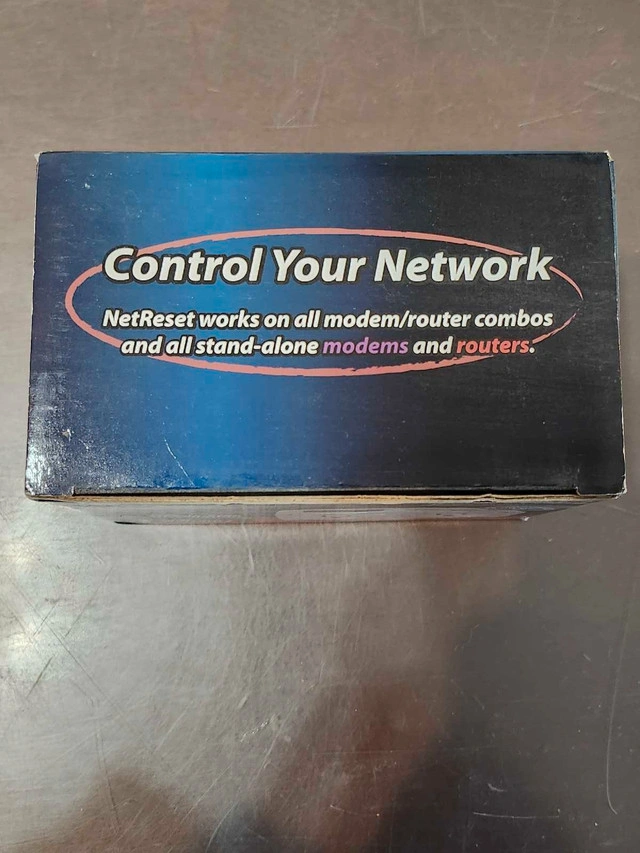 Control Your Network
NetReset works on all modem/router combos
and all stand-alone modems and routers.